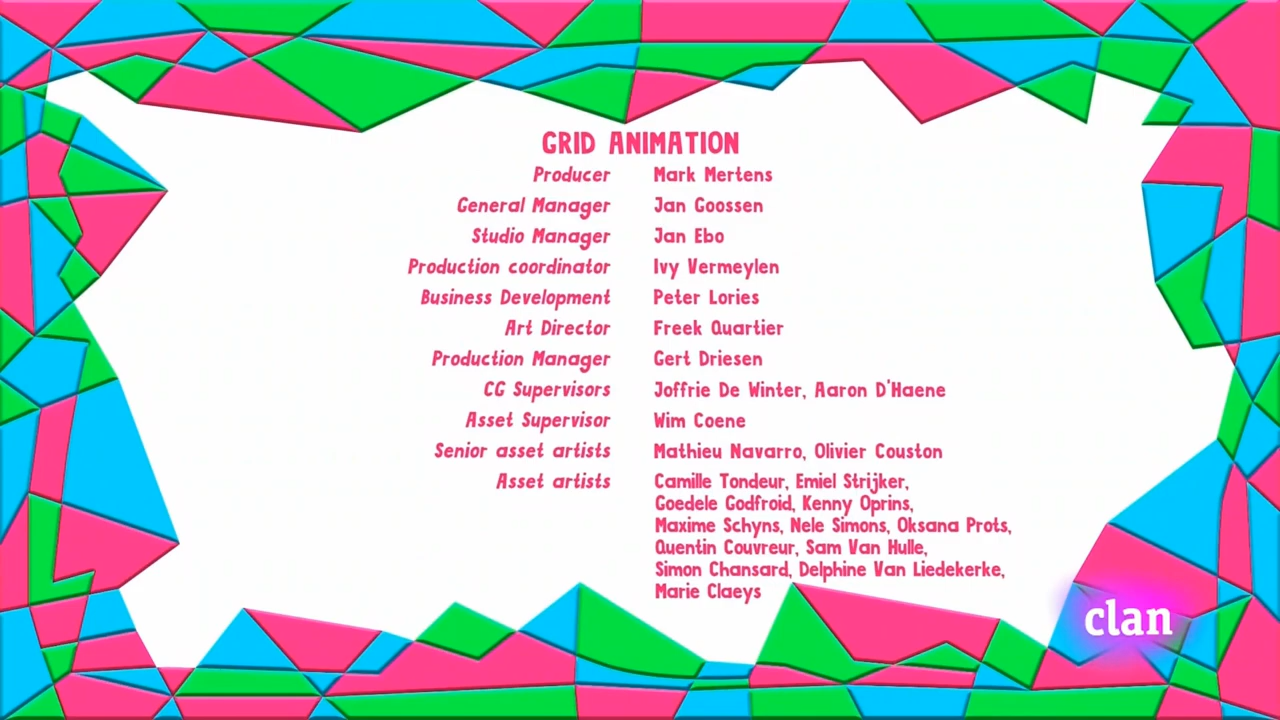 GRID ANIMATION
Producer Mark Mertens
General Manager Jan Goossen
Studio Manager Jan Ebo
Production coordinator Ivy Vermeylen
Business Development Peter Lories
Art Director Freek Quartier
Production Manager Gert Driesen
CG Supervisors Joffrie De Winter, Aaron D'Haene
Asset Supervisor Wim Coene
Senior asset artists Mathieu Navarro, Olivier Couston
Asset artists Camille Tondeur, Emiel Strijker,
Goedele Godfroid, Kenny Oprins,
Maxime Schyns, Nele Simons, Oksana Prots,
Quentin Couvreur, Sam Van Hulle,
Simon Chansard, Delphine Van Liedekerke,
Marie Claeys
clan